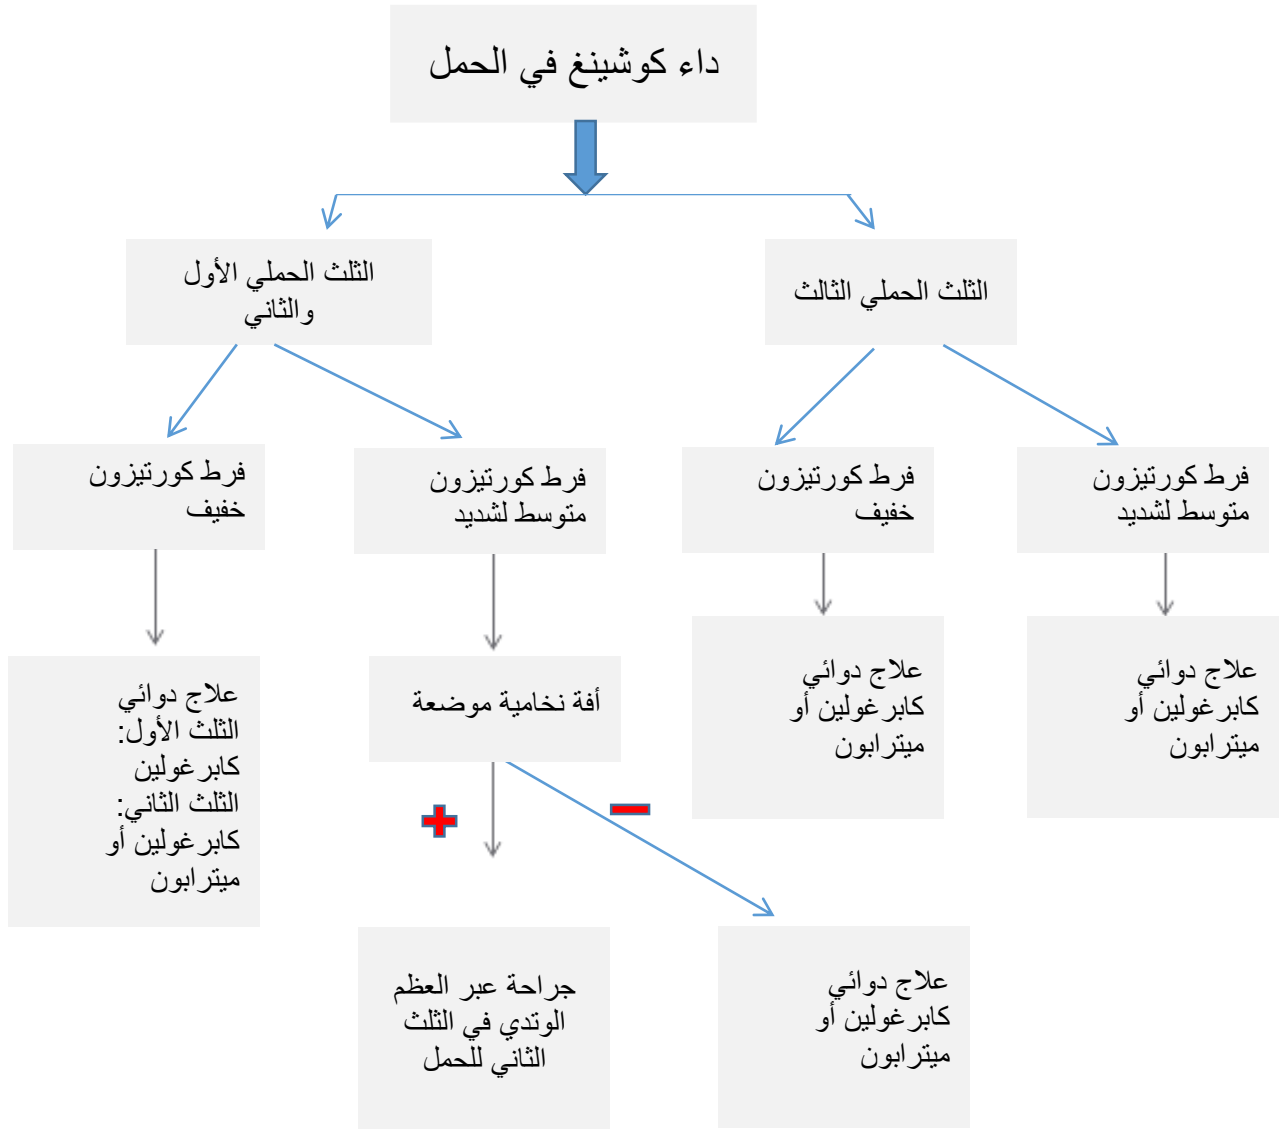 داء كوشينغ في الحمل
الثلث الحملي الأول
والثاني
الثلث الحملي الثالث
فرط كورتيزون
خفيف
فرط كورتيزون
متوسط لشديد
فرط كورتيزون
خفيف
فرط كورتيزون
متوسط لشديد
علاج دوائي
الثلث الأول:
كابرغولين
الثلث الثاني:
كابرغولين أو
ميترابون
أفة نخامية موضعة
علاج دوائي
كابرغولين أو
ميترابون
علاج دوائي
كابرغولين أو
ميترابون
جراحة عبر العظم
الوتدي في الثلث
الثاني للحمل
علاج دوائي
كابرغولين أو
ميترابون